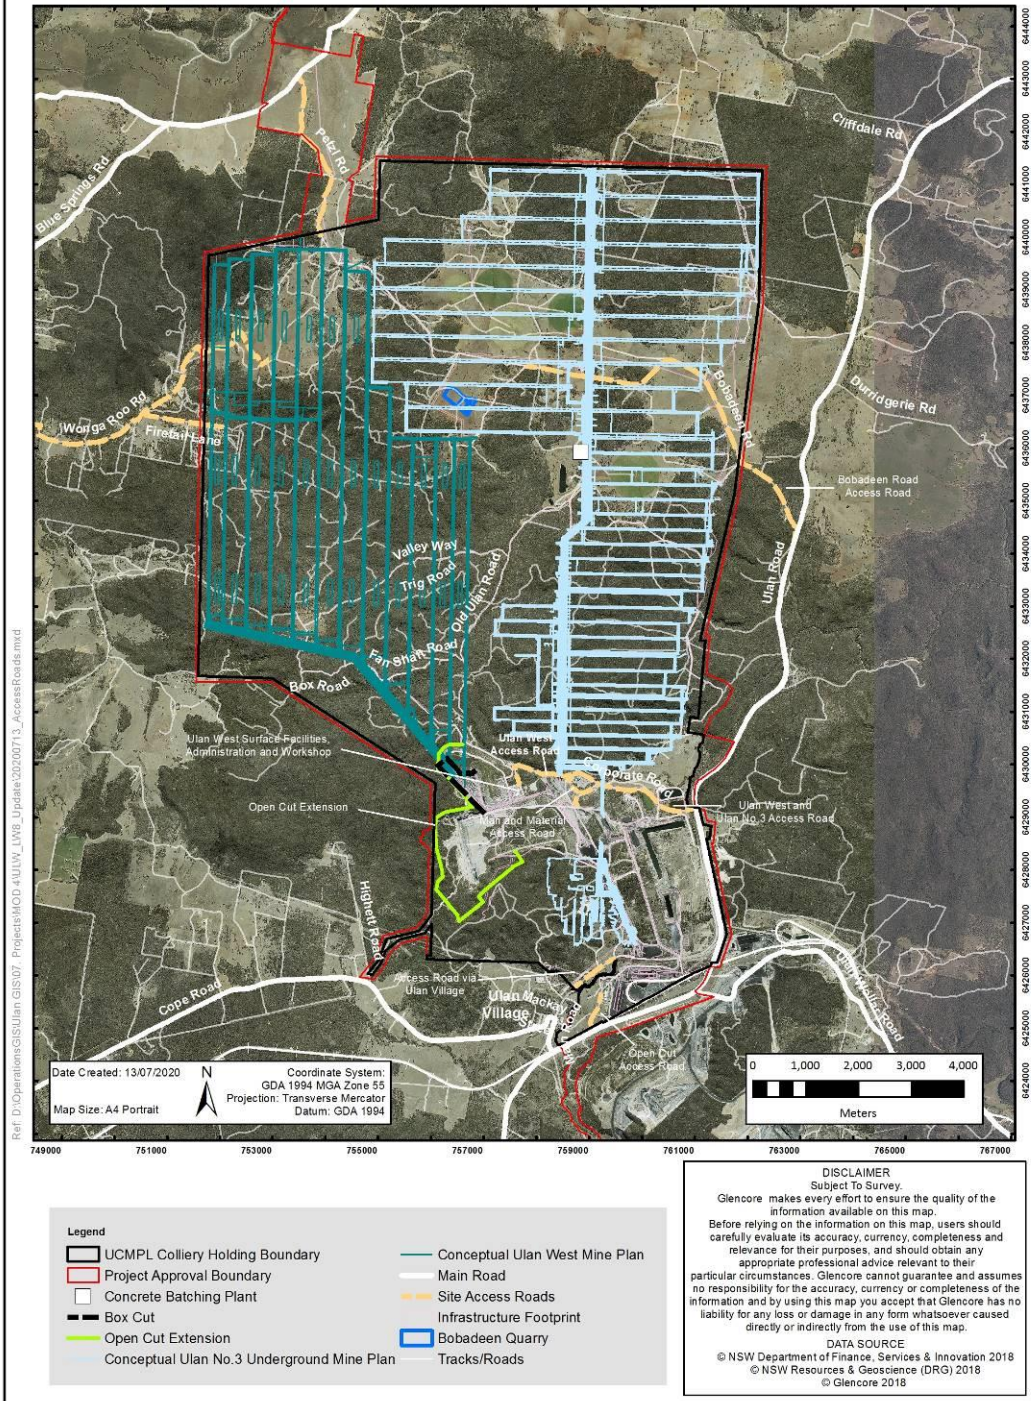 Blue Springs Rd
Petzl Rd
Cliffdale Rd
Wonga Roo Rd
Firetail Lane
Bobadeen Rd
Durridgerie Rd
Bobadeen Road
Access Road
Ulan Road
Valley Way
Trig Road
Old Ulan Road
Fan Shaft Road
Box Road
Ulan West Surface Facilities,
Administration and Workshop
Ulan West
Access Road
Corporate Road
Open Cut Extension
Man and Material
Access Road
Ulan West and
Ulan No.3 Access Road
Highett Road
Cope Road
Access Road via
Ulan Village
Ulan
Village
Main
Road
Open Cut
Access Road
6444000
6443000
6442000
6441000
6440000
6439000
6438000
6437000
6436000
6435000
6434000
6433000
6432000
6431000
6430000
6429000
6428000
6427000
6426000
6425000
6424000
Ref: D:\Operations\GIS\Ulan GIS\07. Projects\MOD 4\ULW_LW8_Update\20200713_AccessRoads.mxd
Date Created: 13/07/2020
Map Size: A4 Portrait
N
Coordinate System:
GDA 1994 MGA Zone 55
Projection: Transverse Mercator
Datum: GDA 1994
0 1,000 2,000 3,000 4,000
Meters
749000 751000 753000 755000 757000 759000 761000 763000 765000 767000
Legend
UCMPL Colliery Holding Boundary
Project Approval Boundary
Concrete Batching Plant
Box Cut
Open Cut Extension
Conceptual Ulan No.3 Underground Mine Plan
Conceptual Ulan West Mine Plan
Main Road
Site Access Roads
Infrastructure Footprint
Bobadeen Quarry
Tracks/Roads
DISCLAIMER
Subject To Survey.
Glencore makes every effort to ensure the quality of the
information available on this map.
Before relying on the information on this map, users should
carefully evaluate its accuracy, currency, completeness and
relevance for their purposes, and should obtain any
appropriate professional advice relevant to their
particular circumstances. Glencore cannot guarantee and assumes
no responsibility for the accuracy, currency or completeness of the
information and by using this map you accept that Glencore has no
liability for any loss or damage in any form whatsoever caused
directly or indirectly from the use of this map.
DATA SOURCE
© NSW Department of Finance, Services & Innovation 2018
© NSW Resources & Geoscience (DRG) 2018
© Glencore 2018